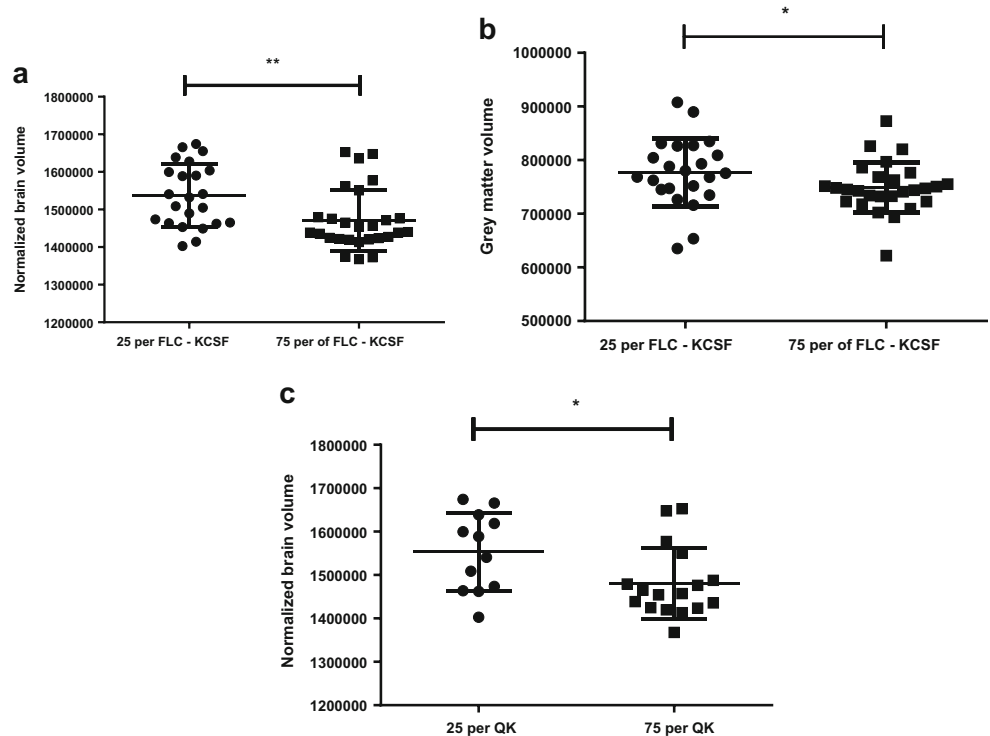 a
**
Normalized brain volume
1800000
1700000
1600000
1500000
1400000
1300000
1200000
25 per FLC - KCSF
75 per of FLC - KCSF
b
*
Grey matter volume
1000000
900000
800000
700000
600000
500000
25 per FLC - KCSF
75 per of FLC - KCSF
c
*
Normalized brain volume
1800000
1700000
1600000
1500000
1400000
1300000
1200000
25 per QK
75 per QK